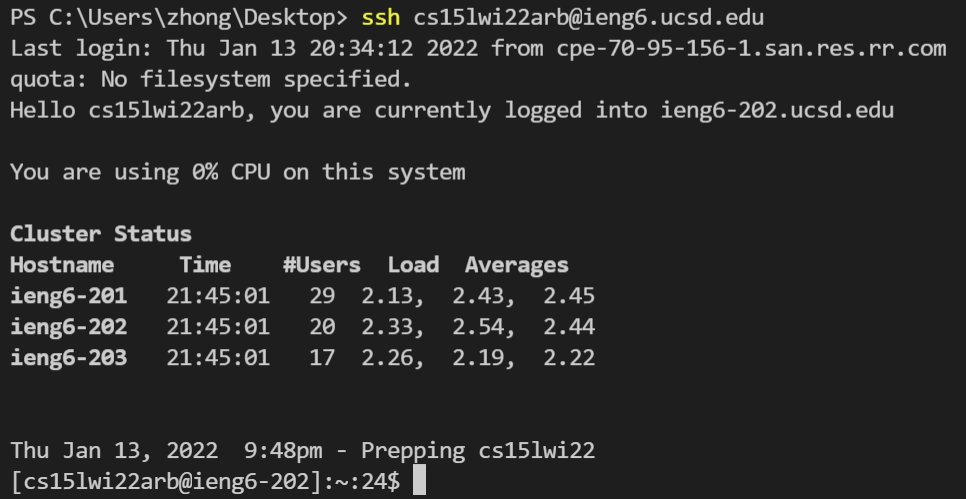 PS C:\Users\zhong\Desktop> ssh cs15lwi22arb@ieng6.ucsd.edu
Last login: Thu Jan 13 20:34:12 2022 from cpe-70-95-156-1.san.res.rr.com
quota: No filesystem specified.
Hello cs15lwi22arb, you are currently logged into ieng6-202.ucsd.edu
You are using 0% CPU on this system
Cluster Status
Hostname     Time    #Users  Load  Averages
ieng6-201   21:45:01   29  2.13,  2.43,  2.45
ieng6-202   21:45:01   20  2.33,  2.54,  2.44
ieng6-203   21:45:01   17  2.26,  2.19,  2.22
Thu Jan 13, 2022  9:48pm - Prepping cs15lwi22
[cs15lwi22arb@ieng6-202]:~:24$